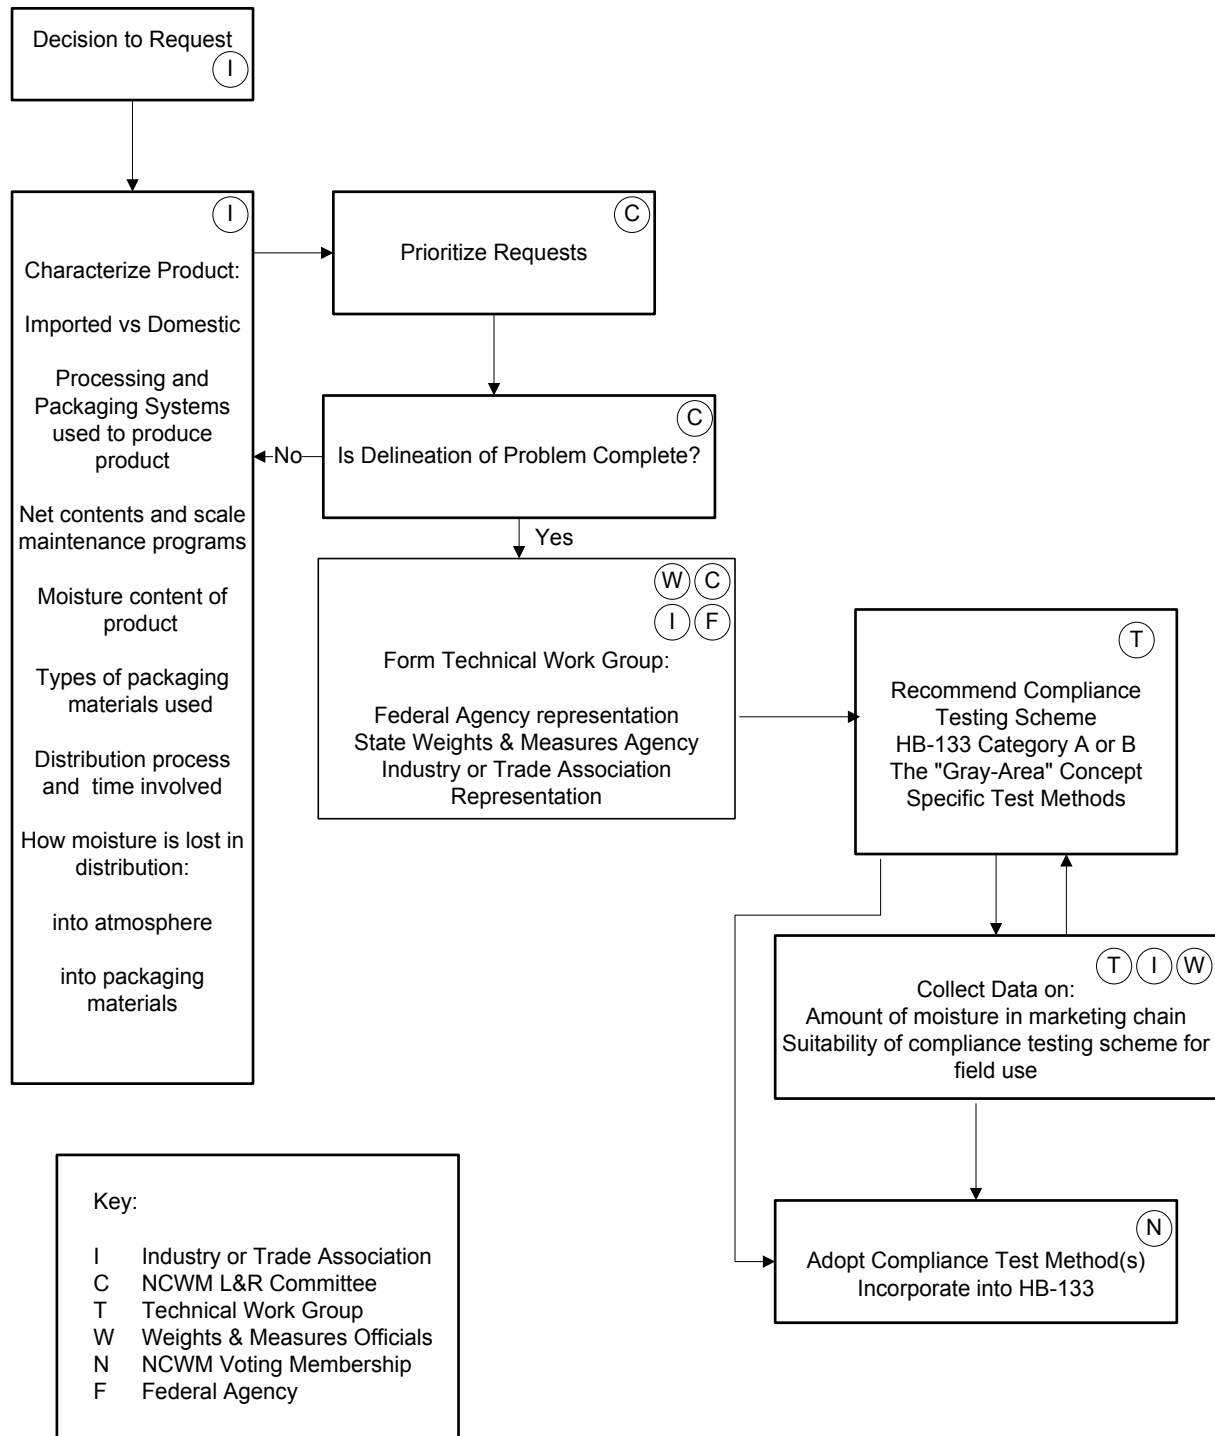 Decision to Request
I
I
Characterize Product:
Imported vs Domestic
Processing and
Packaging Systems
used to produce
product
Net contents and scale
maintenance programs
Moisture content of
product
Types of packaging
materials used
Distribution process
and time involved
How moisture is lost in
distribution:
into atmosphere
into packaging
materials
C
Prioritize Requests
C
Is Delineation of Problem Complete?
No
Yes
W C
I F
Form Technical Work Group:
Federal Agency representation
State Weights & Measures Agency
Industry or Trade Association
Representation
T
Recommend Compliance
Testing Scheme
HB-133 Category A or B
The "Gray-Area" Concept
Specific Test Methods
T I W
Collect Data on:
Amount of moisture in marketing chain
Suitability of compliance testing scheme for
field use
N
Adopt Compliance Test Method(s)
Incorporate into HB-133
Key:
I Industry or Trade Association
C NCWM L&R Committee
T Technical Work Group
W Weights & Measures Officials
N NCWM Voting Membership
F Federal Agency